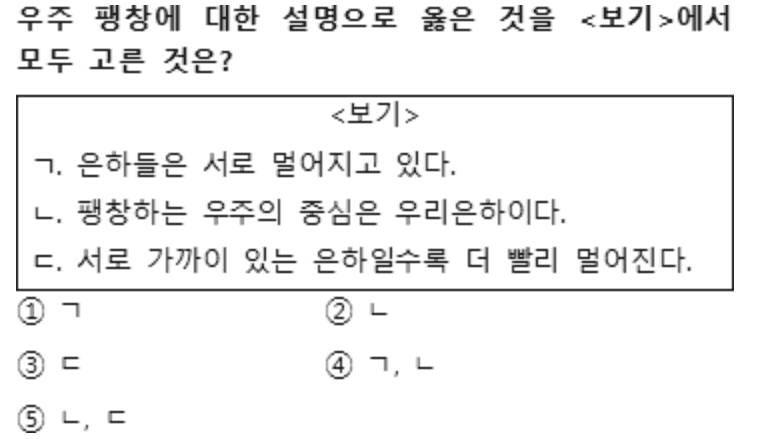 우주 팽창에 대한 설명으로 옳은 것을 <보기>에서
모두 고른 것은?
<보기>
ㄱ. 은하들은 서로 멀어지고 있다.
ㄴ. 팽창하는 우주의 중심은 우리은하이다.
ㄷ. 서로 가까이 있는 은하일수록 더 빨리 멀어진다.
① ㄱ ② ㄴ
③ ㄷ ④ ㄱ, ㄴ
⑤ ㄴ, ㄷ